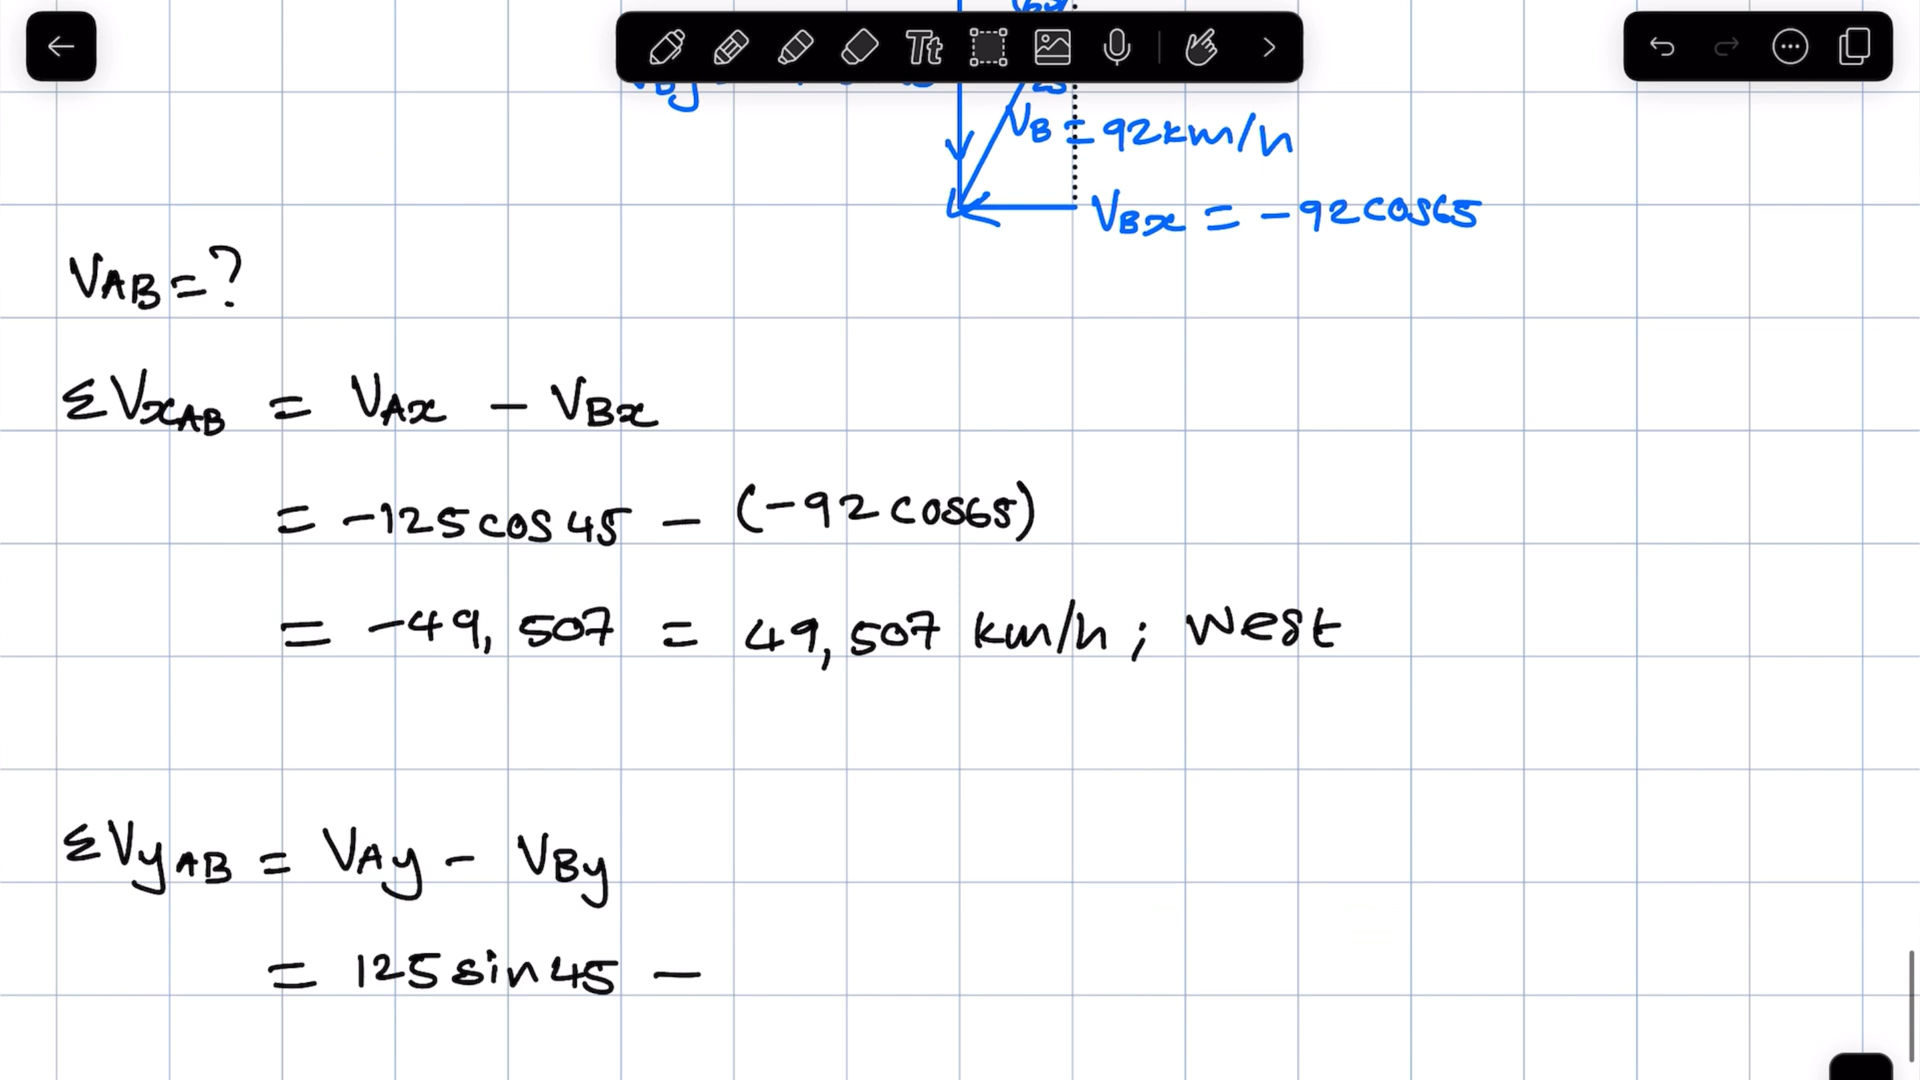 Tt
VB = 92km/h
VBx = -92cos65
VAB = ?
ΣVxAB = VAx - VBx
= -125cos45 - (-92cos65)
= -49,507 = 49,507 km/h; West
ΣVyAB = VAy - VBy
= 125sin45 -